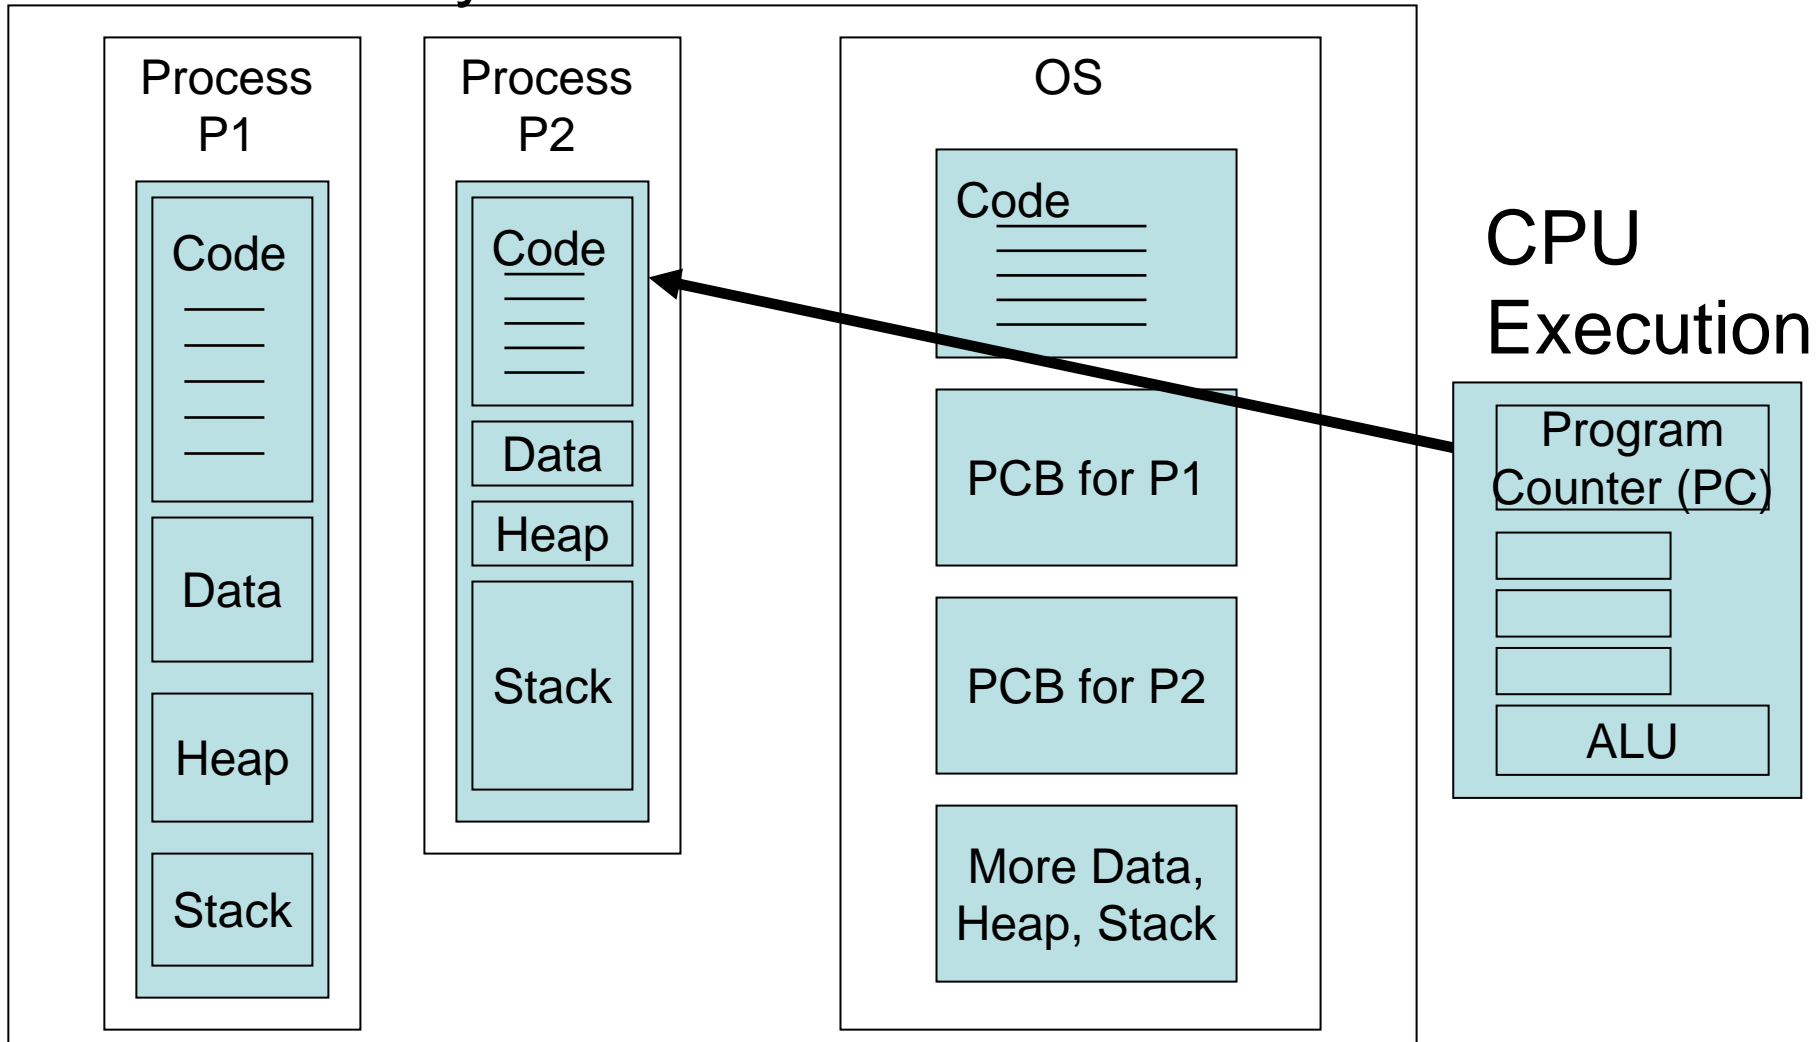 Process
P1
Code
Data
Heap
Stack
Process
P2
Code
Data
Heap
Stack
OS
Code
PCB for P1
PCB for P2
More Data,
Heap, Stack
CPU
Execution
Program
Counter (PC)
ALU